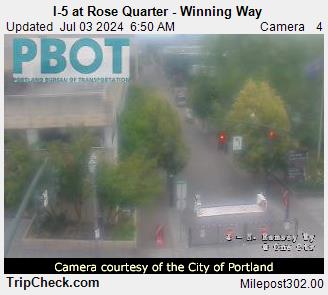 I-5 at Rose Quarter - Winning Way
Updated Jul 03 2024 6:50 AM Camera 4
PBOT
PORTLAND BUREAU OF TRANSPORTATION
Camera courtesy of the City of Portland
TripCheck.com Milepost302.00